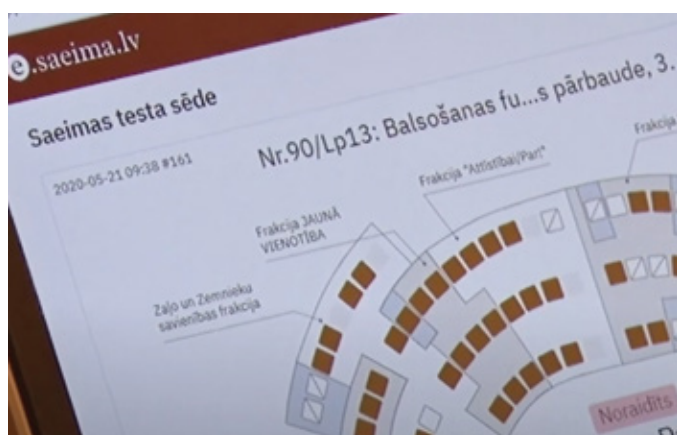 e.saeima.lv
Saeimas testa sēde
2020-05-21 09:38 #161
Nr.90/Lp13: Balsošanas fu...s pārbaude, 3.
Frakcija "Attīstībai/Par!"
Frakcija
Frakcija JAUNĀ
VIENOTĪBA
Zaļo un Zemnieku
savienības frakcija
Noraidīts